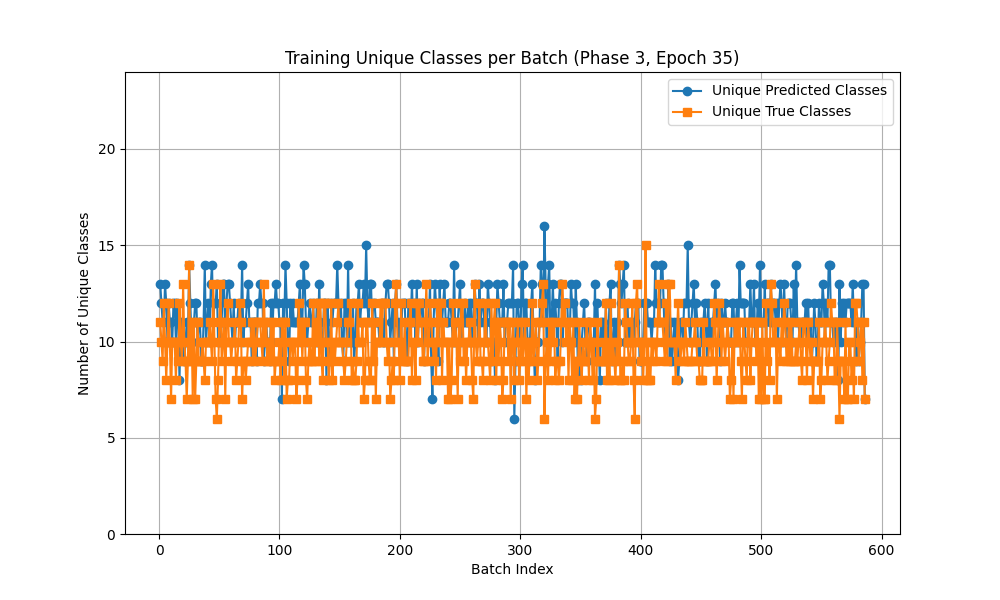 Training Unique Classes per Batch (Phase 3, Epoch 35)
Unique Predicted Classes
Unique True Classes
Number of Unique Classes
20
15
10
5
0
0 100 200 300 400 500 600
Batch Index